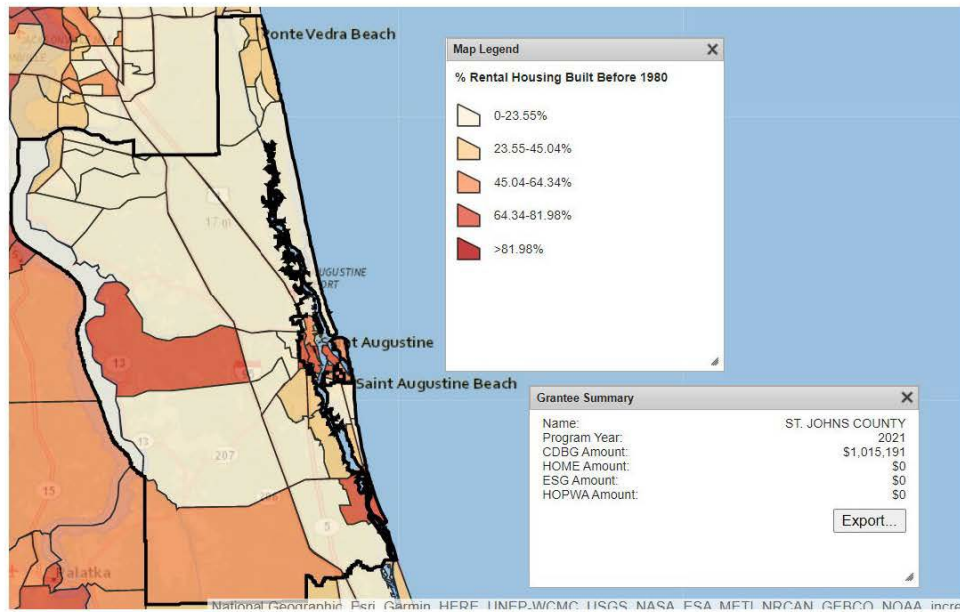 Ponte Vedra Beach
Map Legend
% Rental Housing Built Before 1980
0-23.55%
23.55-45.04%
45.04-64.34%
64.34-81.98%
>81.98%
Augustine
Saint Augustine Beach
13
13
207
206
15
5
Palatka
Grantee Summary
Name: ST. JOHNS COUNTY
Program Year: 2021
CDBG Amount: $1,015,191
HOME Amount: $0
ESG Amount: $0
HOPWA Amount: $0
Export...
National Geographic, Esri, Garmin, HERE, UNEP-WCMC, USGS, NASA, ESA, METI, NRCAN, GEBCO, NOAA, incre